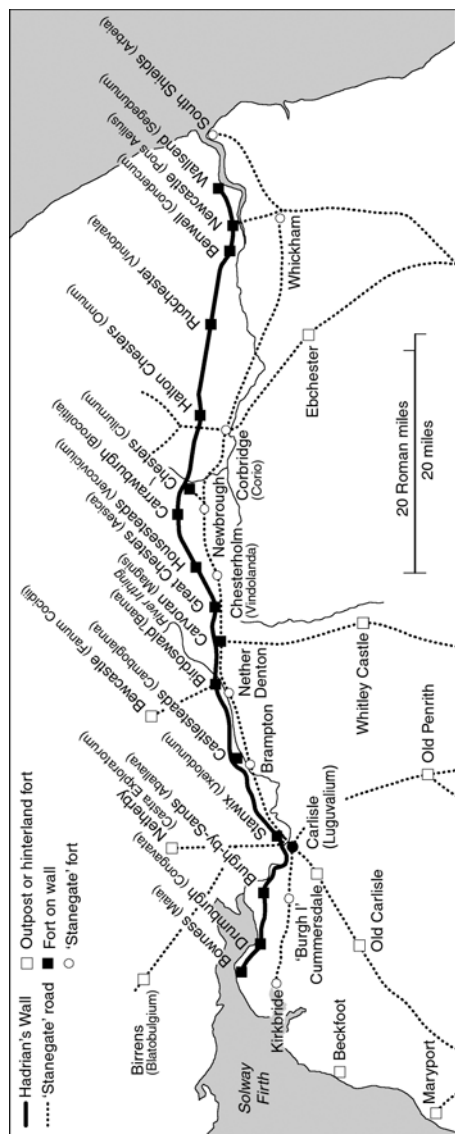 Hadrian's Wall
'Stanegate' road
Outpost or hinterland fort
Fort on wall
'Stanegate' fort
Birrens
(Blatobulgium)
Netherby
(Castra Exploratorum)
Bewcastle (Fanum Cocidii)
Bowness (Maia)
Drumburgh (Congavata)
Burgh-by-Sands (Aballava)
Stanwix (Uxelodunum)
Castlesteads (Camboglanna)
Birdoswald (Banna)
River Irthing
Carvoran (Magnis)
Great Chesters (Aesica)
Housesteads (Vercovicium)
Carrawburgh (Brocolitia)
Chesters (Cilurnum)
Halton Chesters (Onnum)
Rudchester (Vindovala)
Benwell (Condercum)
Newcastle (Pons Aelius)
Wallsend (Segedunum)
South Shields (Arbeia)
Solway
Firth
Kirkbride
'Burgh I'
Cummersdale
Carlisle
(Luguvalium)
Brampton
Nether
Denton
Chesterholm
(Vindolanda)
Newbrough
Corbridge
(Corio)
Whickham
Ebchester
Beckfoot
Maryport
Old Carlisle
Old Penrith
Whitley Castle
20 Roman miles
20 miles